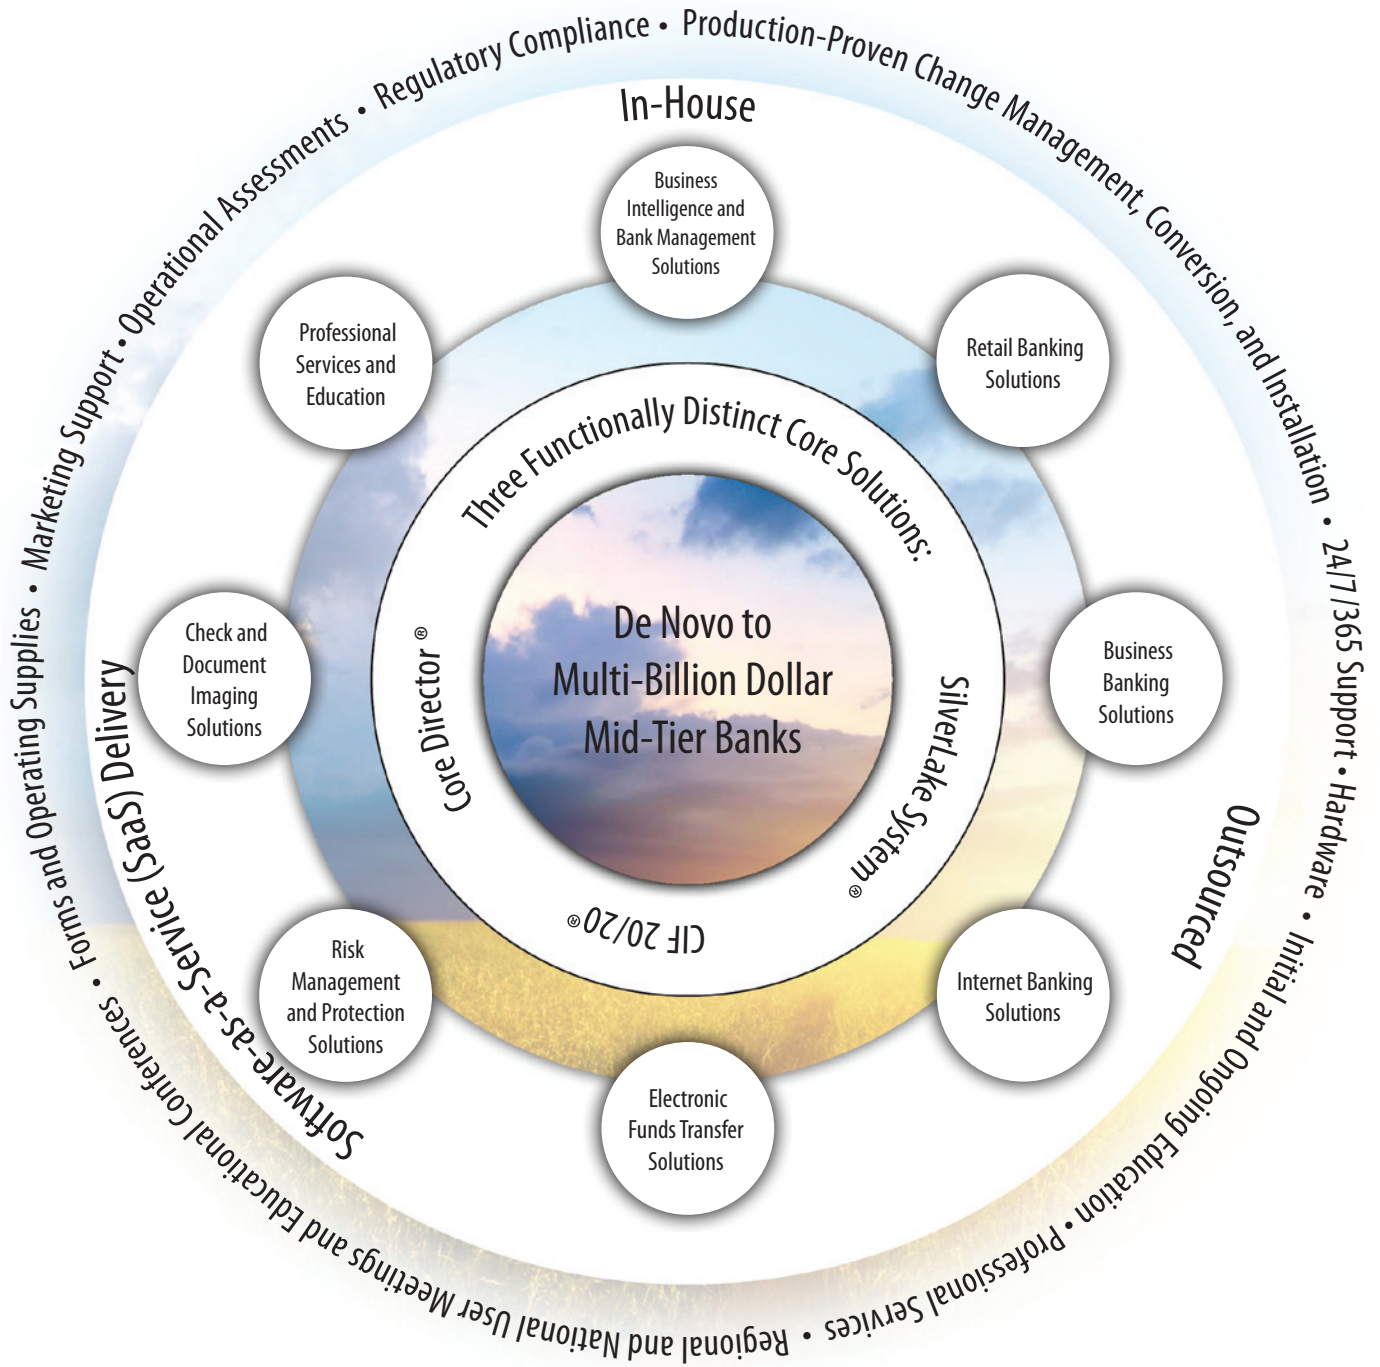 Regulatory Compliance • Production-Proven Change Management, Conversion, and Installation • 24/7/365 Support • Hardware • Initial and Ongoing Education • Professional Services • Regional and National User Meetings and Educational Conferences • Forms and Operating Supplies • Marketing Support • Operational Assessments •
In-House
Outsourced
Software-as-a-Service (SaaS) Delivery
Business
Intelligence and
Bank Management
Solutions
Retail Banking
Solutions
Business
Banking
Solutions
Internet Banking
Solutions
Electronic
Funds Transfer
Solutions
Risk
Management
and Protection
Solutions
Check and
Document
Imaging
Solutions
Professional
Services and
Education
Three Functionally Distinct Core Solutions:
SilverLake System®
CIF 20/20®
Core Director®
De Novo to
Multi-Billion Dollar
Mid-Tier Banks